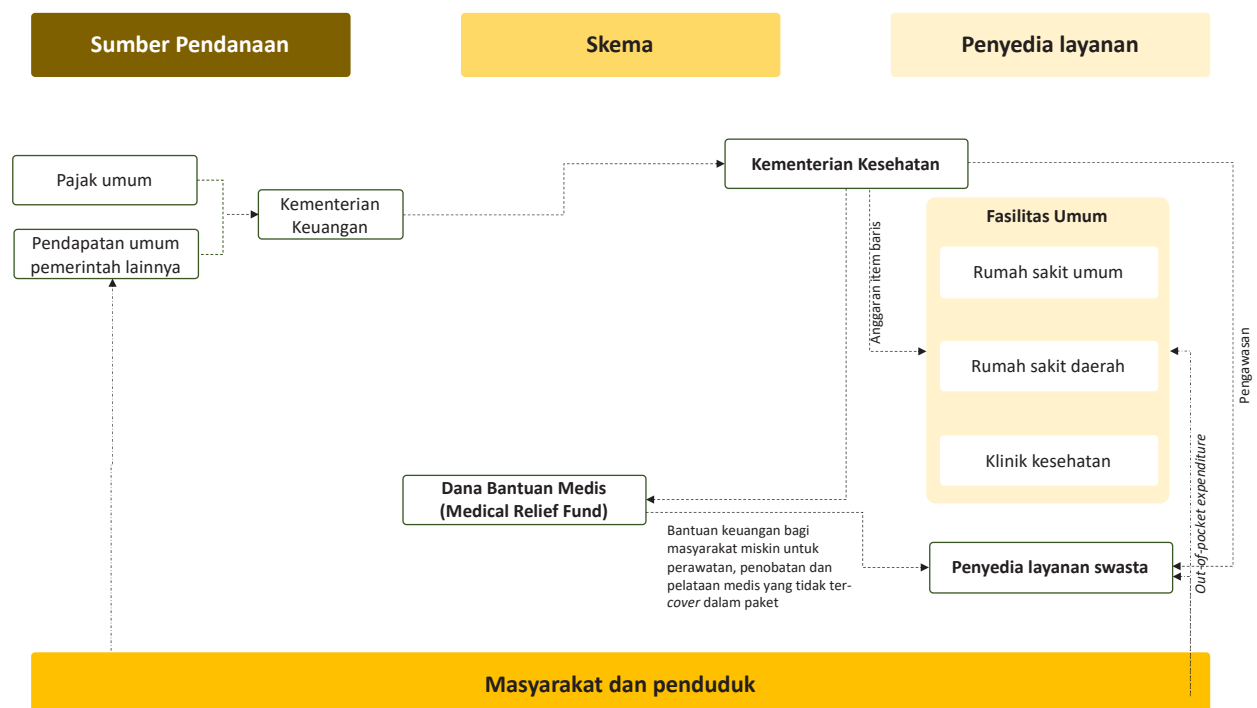 Sumber Pendanaan
Skema
Penyedia layanan
Pajak umum
Pendapatan umum
pemerintah lainnya
Kementerian
Keuangan
Kementerian Kesehatan
Anggaran item baris
Fasilitas Umum
Rumah sakit umum
Rumah sakit daerah
Klinik kesehatan
Pengawasan
Out-of-pocket expenditure
Dana Bantuan Medis
(Medical Relief Fund)
Bantuan keuangan bagi
masyarakat miskin untuk
perawatan, penobatan dan
pelataan medis yang tidak ter-
cover dalam paket
Penyedia layanan swasta
Masyarakat dan penduduk